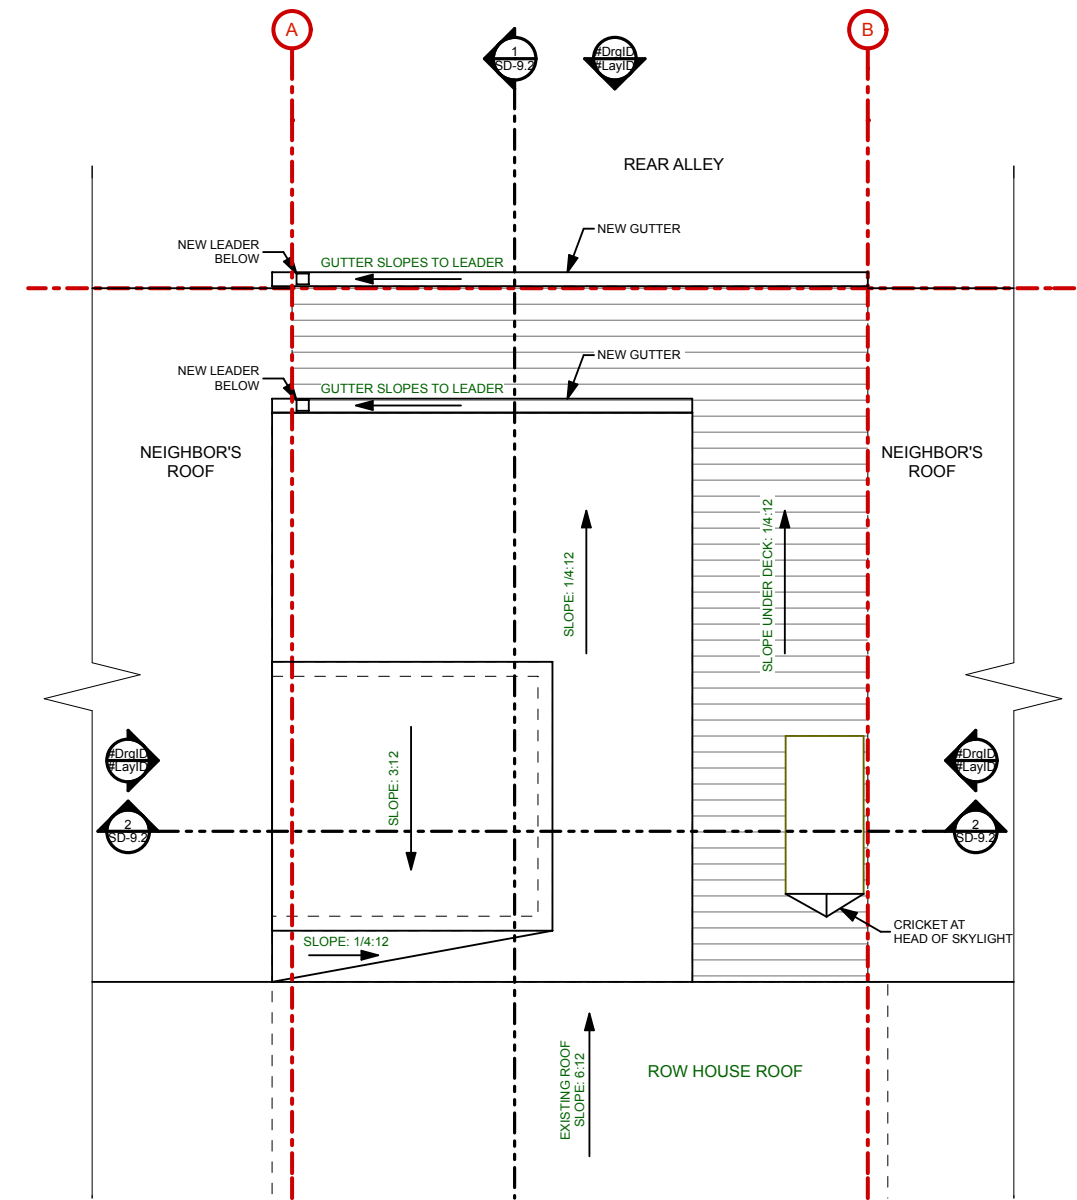 A
B
1
SD-9.2
#DrgID
#LayID
REAR ALLEY
NEW LEADER
BELOW
GUTTER SLOPES TO LEADER
NEW GUTTER
NEW LEADER
BELOW
GUTTER SLOPES TO LEADER
NEW GUTTER
NEIGHBOR'S
ROOF
NEIGHBOR'S
ROOF
SLOPE: 1/4:12
SLOPE UNDER DECK: 1/4:12
SLOPE: 3:12
#DrgID
#LayID
#DrgID
#LayID
2
SD-9.2
2
SD-9.2
CRICKET AT
HEAD OF SKYLIGHT
SLOPE: 1/4:12
EXISTING ROOF
SLOPE: 6:12
ROW HOUSE ROOF